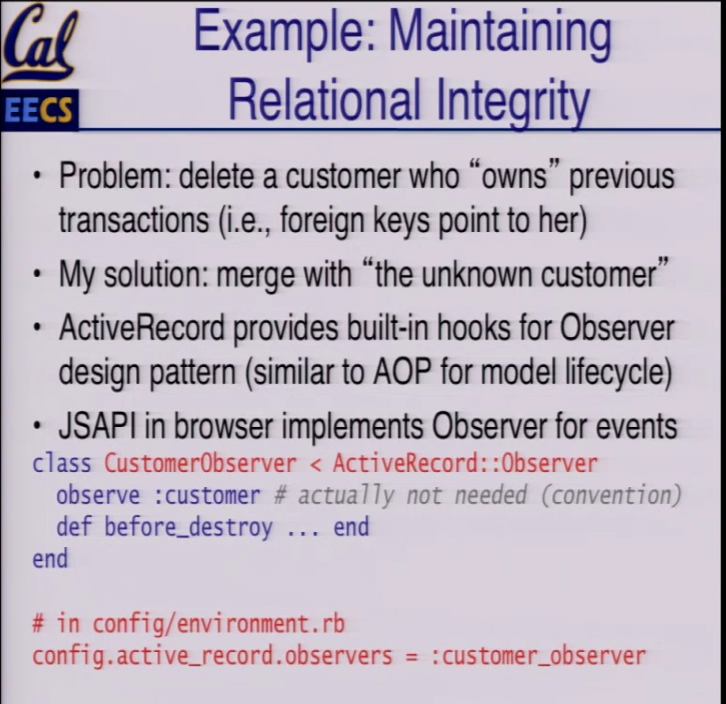 Cal
EECS
Example: Maintaining
Relational Integrity
• Problem: delete a customer who “owns” previous
transactions (i.e., foreign keys point to her)
• My solution: merge with “the unknown customer”
• ActiveRecord provides built-in hooks for Observer
design pattern (similar to AOP for model lifecycle)
• JSAPI in browser implements Observer for events
class CustomerObserver < ActiveRecord::Observer
observe :customer # actually not needed (convention)
def before_destroy ... end
end
# in config/environment.rb
config.active_record.observers = :customer_observer